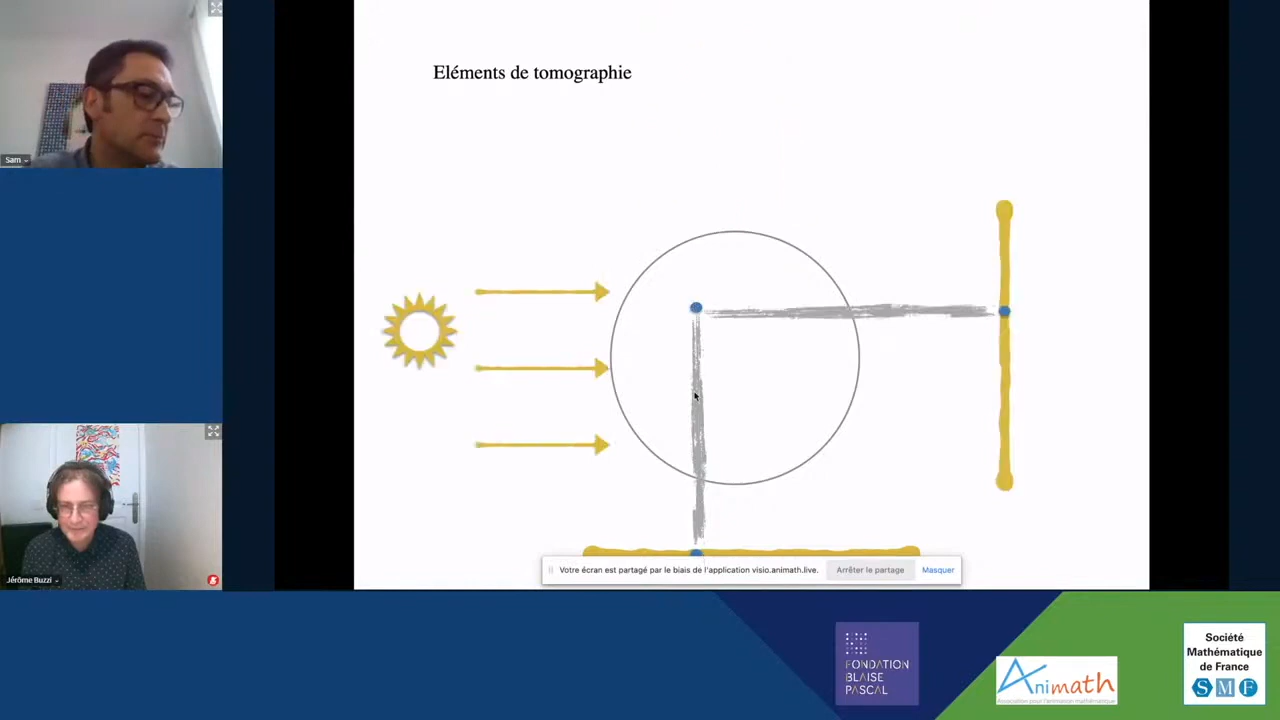 Sam
Eléments de tomographie
Jérôme Buzzi
Votre écran est partagé par le biais de l'application visio.animath.live.
Arrêter le partage
Masquer
FONDATION
BLAISE
PASCAL
Animath
Association pour l'animation mathématique
Société
Mathématique
de France
S M F